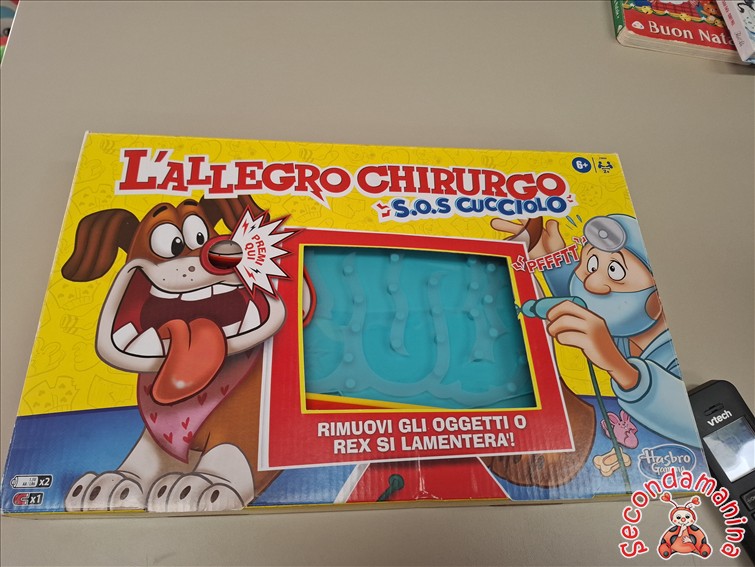 Buon Nata
L'ALLEGRO CHIRURGO
S.O.S CUCCIOLO
6+
PREMI
QUI
PFFFTT
RIMUOVI GLI OGGETTI O
REX SI LAMENTERA'!
x2
x1
Hasbro
Gaming
vtech
Secondamanina